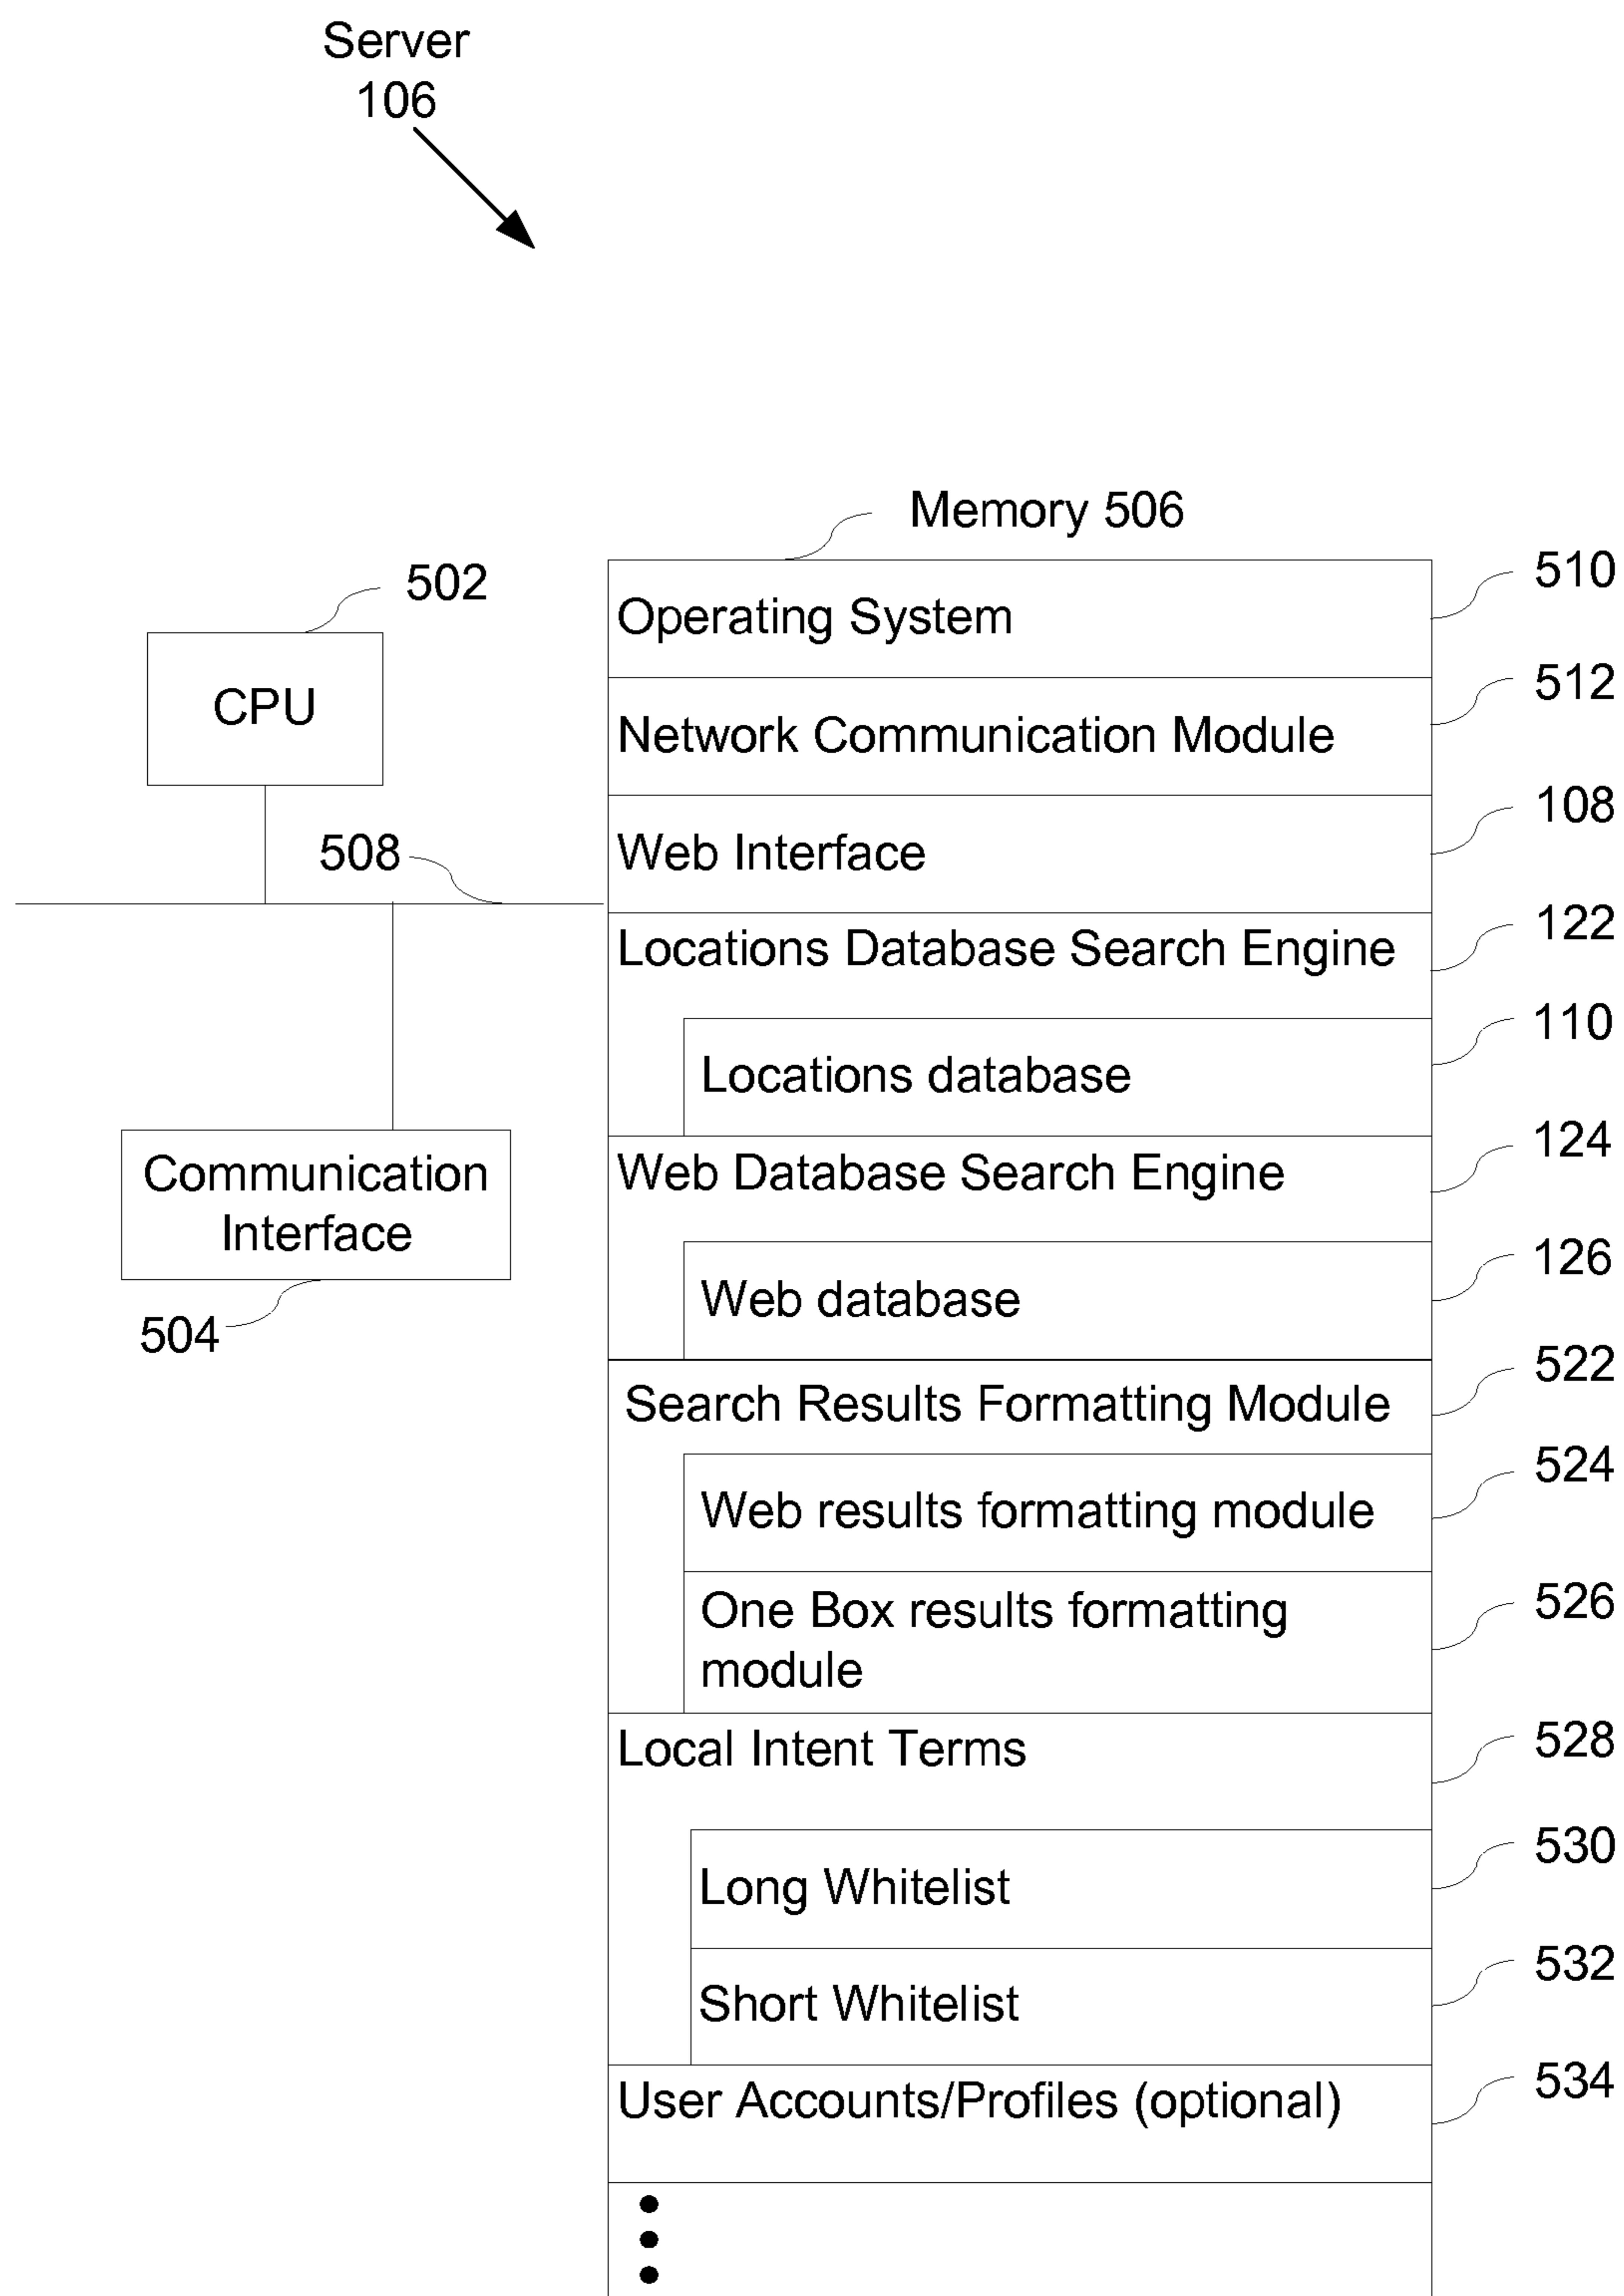 Server
106
Memory 506
510
502
Operating System
512
CPU
Network Communication Module
108
508
Web Interface
122
Locations Database Search Engine
110
Locations database
124
Communication
Interface
Web Database Search Engine
126
504
Web database
522
Search Results Formatting Module
524
Web results formatting module
526
One Box results formatting
module
528
Local Intent Terms
530
Long Whitelist
532
Short Whitelist
534
User Accounts/Profiles (optional)